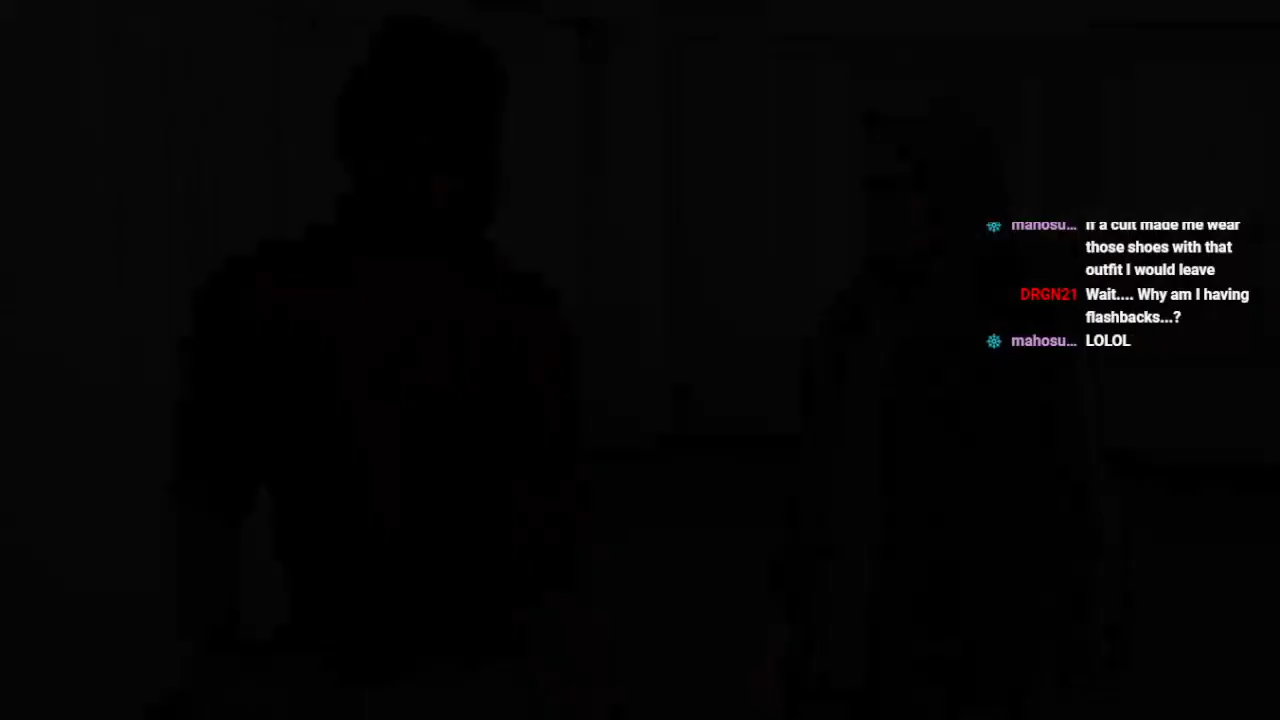 mahosu... If a cult made me wear
those shoes with that
outfit I would leave
DRGN21 Wait.... Why am I having
flashbacks...?
mahosu... LOLOL